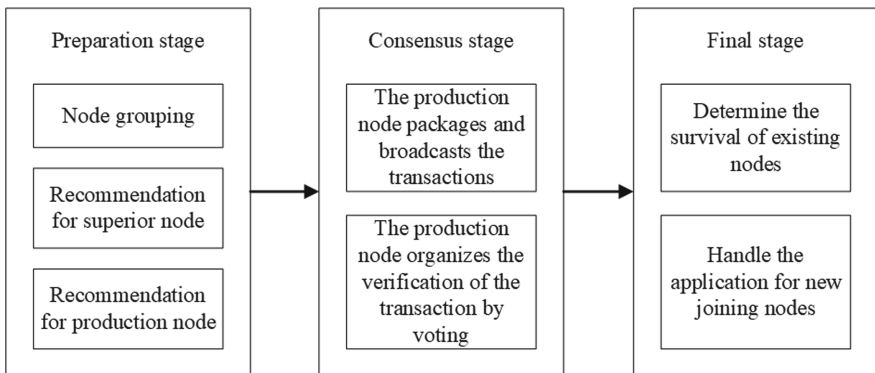 Preparation stage
Node grouping
Recommendation
for superior node
Recommendation
for production node
Consensus stage
The production
node packages and
broadcasts the
transactions
The production
node organizes the
verification of the
transaction by
voting
Final stage
Determine the
survival of existing
nodes
Handle the
application for new
joining nodes